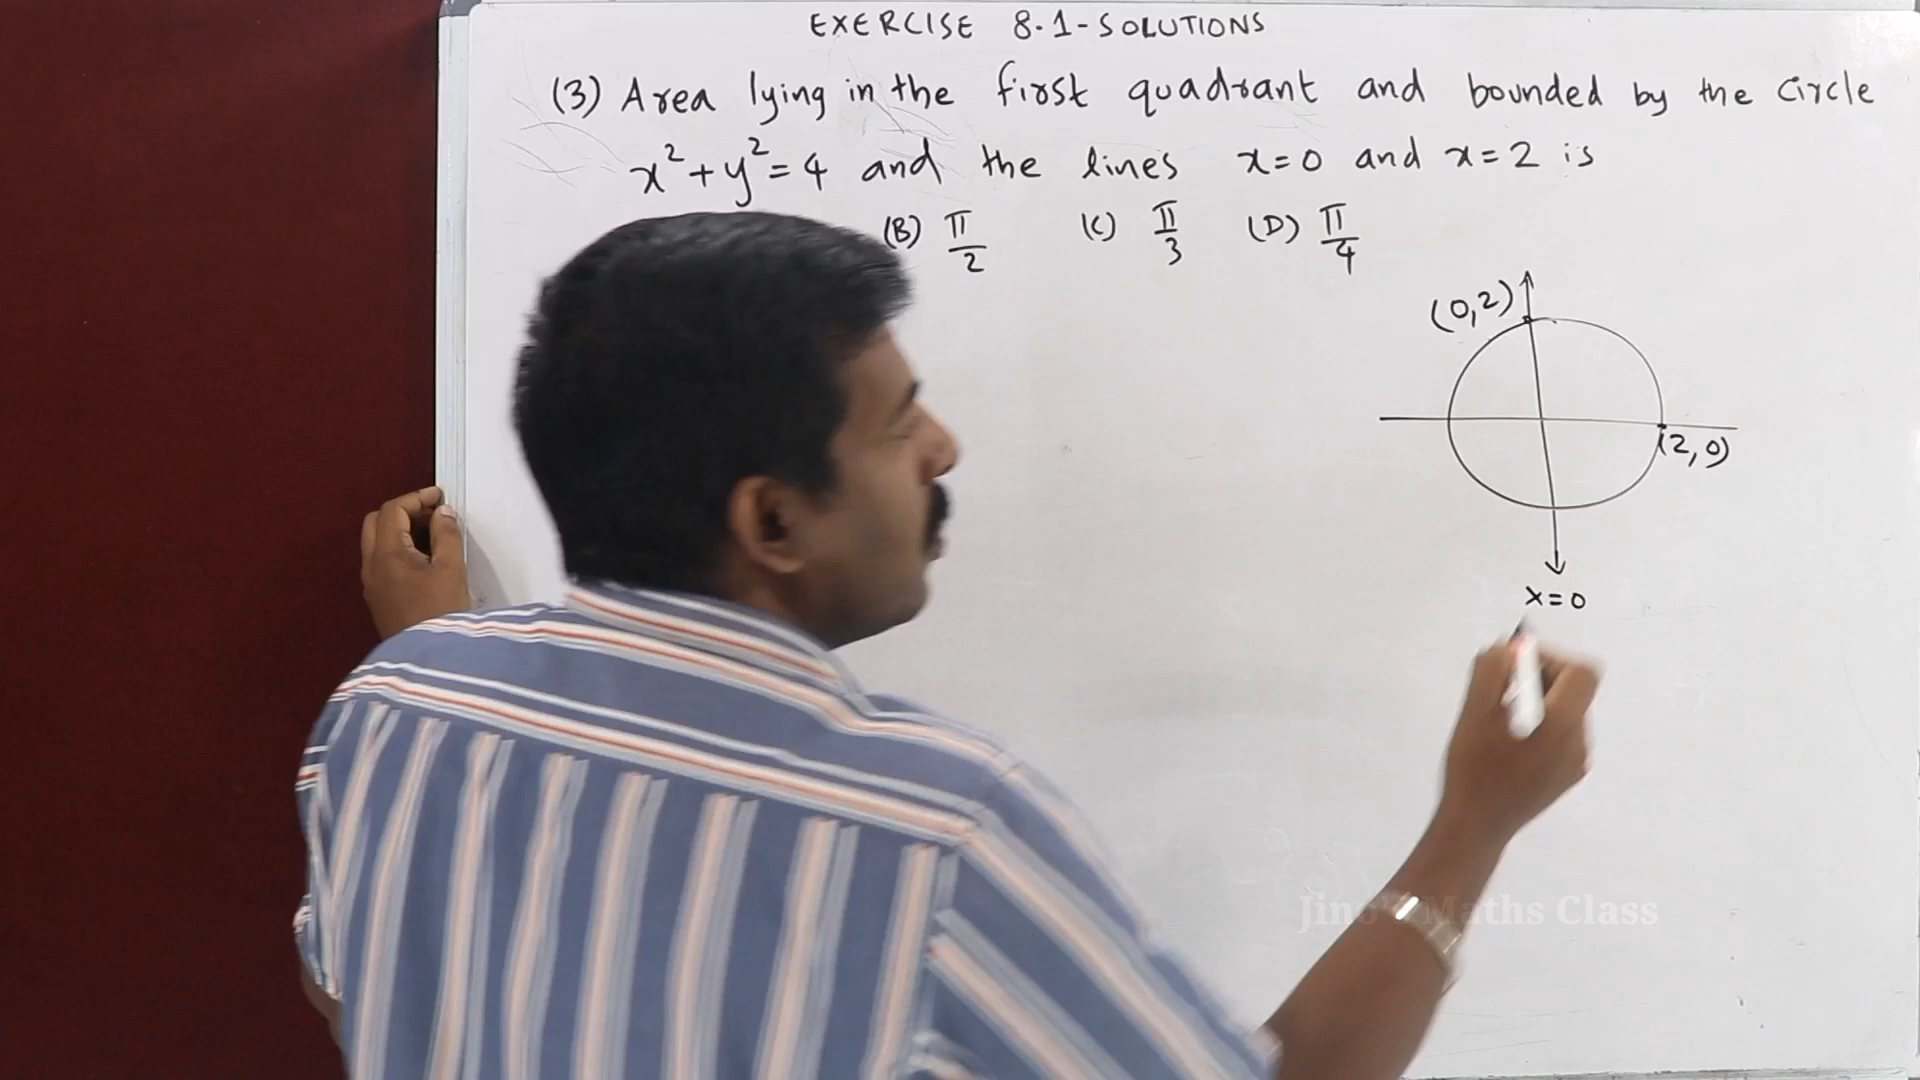 EXERCISE 8.1-SOLUTIONS
(3) Area lying in the first quadrant and bounded by the circle
x²+y²=4 and the lines x=0 and x=2 is
(B) π/2 (C) π/3 (D) π/4
(0,2)
(2,0)
x=0
Jino's Maths Class